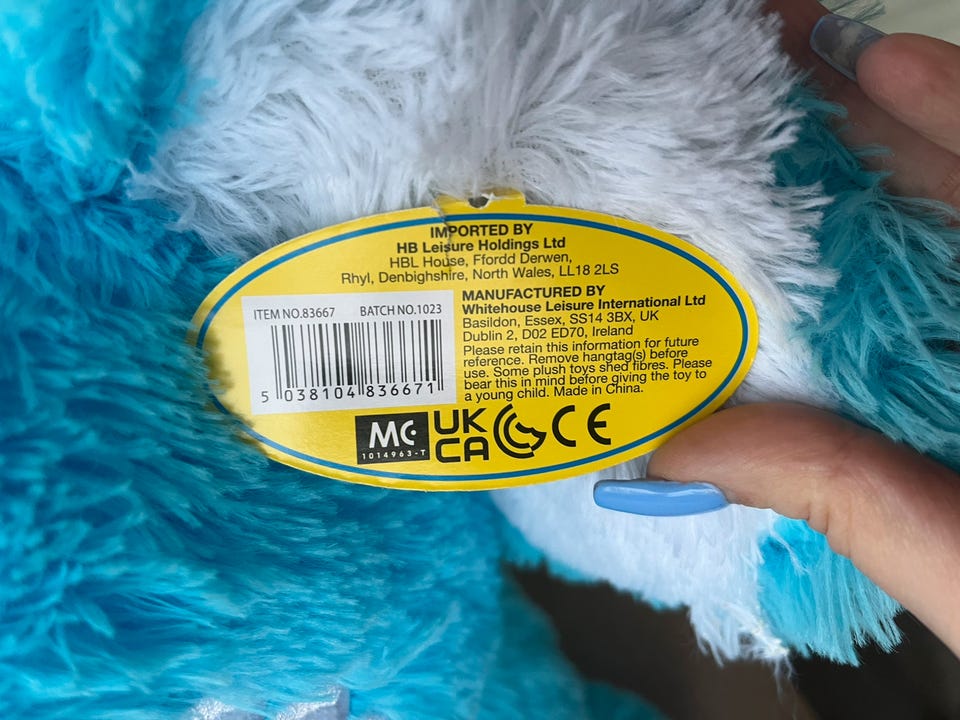 IMPORTED BY
HB Leisure Holdings Ltd
HBL House, Ffordd Derwen,
Rhyl, Denbighshire, North Wales, LL18 2LS
ITEM NO.83667 BATCH NO.1023
5 038104 836671
MANUFACTURED BY
Whitehouse Leisure International Ltd
Basildon, Essex, SS14 3BX, UK
Dublin 2, D02 ED70, Ireland
Please retain this information for future
reference. Remove hangtag(s) before
use. Some plush toys shed fibres. Please
bear this in mind before giving the toy to
a young child. Made in China.
MC
1014963-T
UK
CA
CE